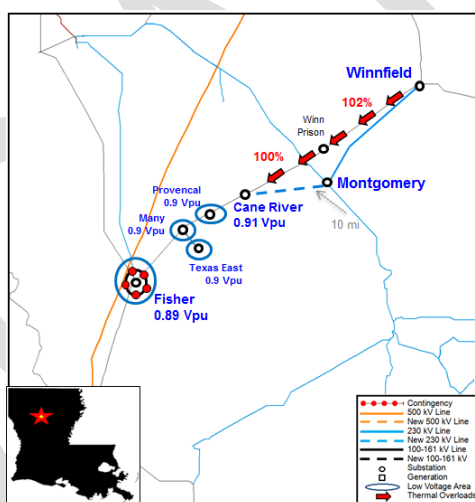 Winnfield
102%
Winn
Prison
100%
Montgomery
Provencal
0.9 Vpu
Cane River
0.91 Vpu
10 mi
Many
0.9 Vpu
Texas East
0.9 Vpu
Fisher
0.89 Vpu
Contingency
500 kV Line
New 500 kV Line
230 kV Line
New 230 kV Line
100-161 kV Line
New 100-161 kV
Substation
Generation
Low Voltage Area
Thermal Overloads